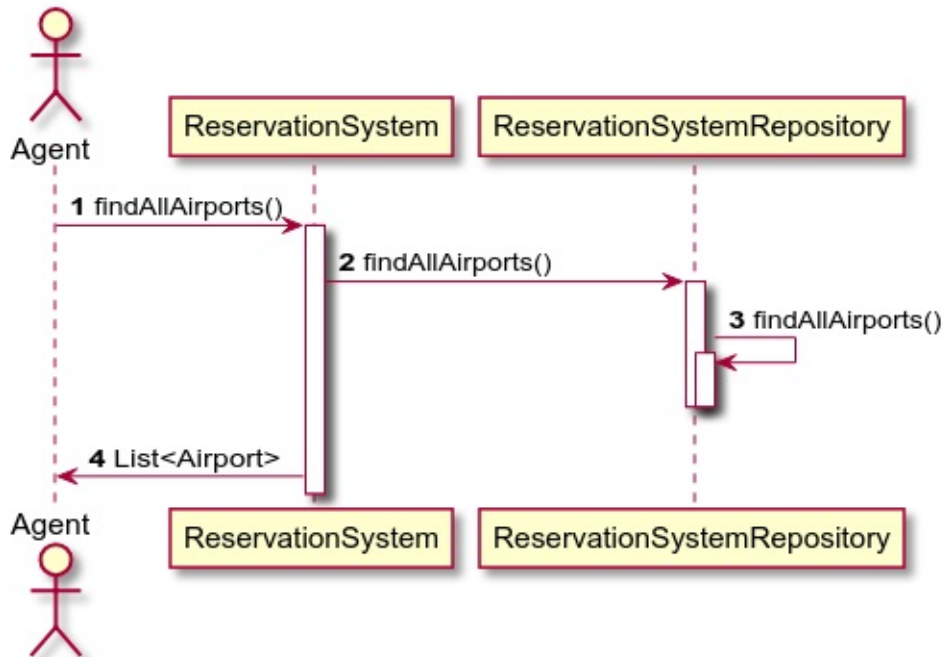 Agent
ReservationSystem
ReservationSystemRepository
1 findAllAirports()
2 findAllAirports()
3 findAllAirports()
4 List<Airport>
Agent
ReservationSystem
ReservationSystemRepository